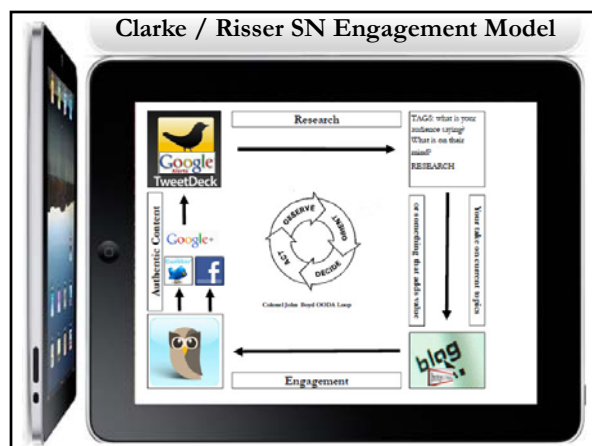 Clarke / Risser SN Engagement Model
Research
Google
Alerts
TweetDeck
TAGS: what is your
audience saying?
What is on their
mind?
RESEARCH
OBSERVE
ORIENT
DECIDE
ACT
Colonel John Boyd OODA Loop
Authentic Content
Google+
or something that adds value
Your take on current topics
blog
Engagement